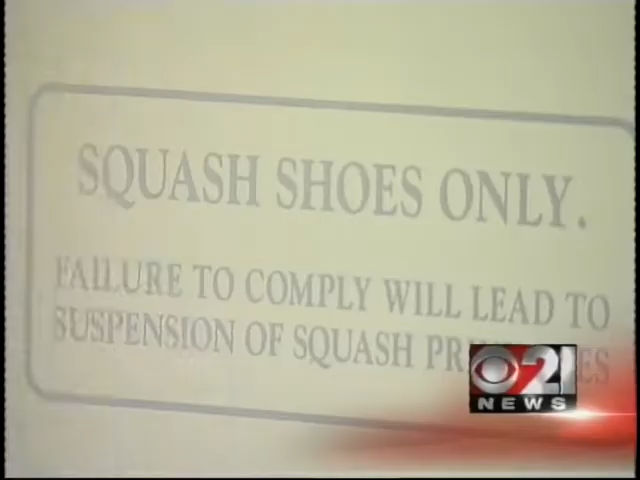 SQUASH SHOES ONLY.
FAILURE TO COMPLY WILL LEAD TO
SUSPENSION OF SQUASH
21
NEWS